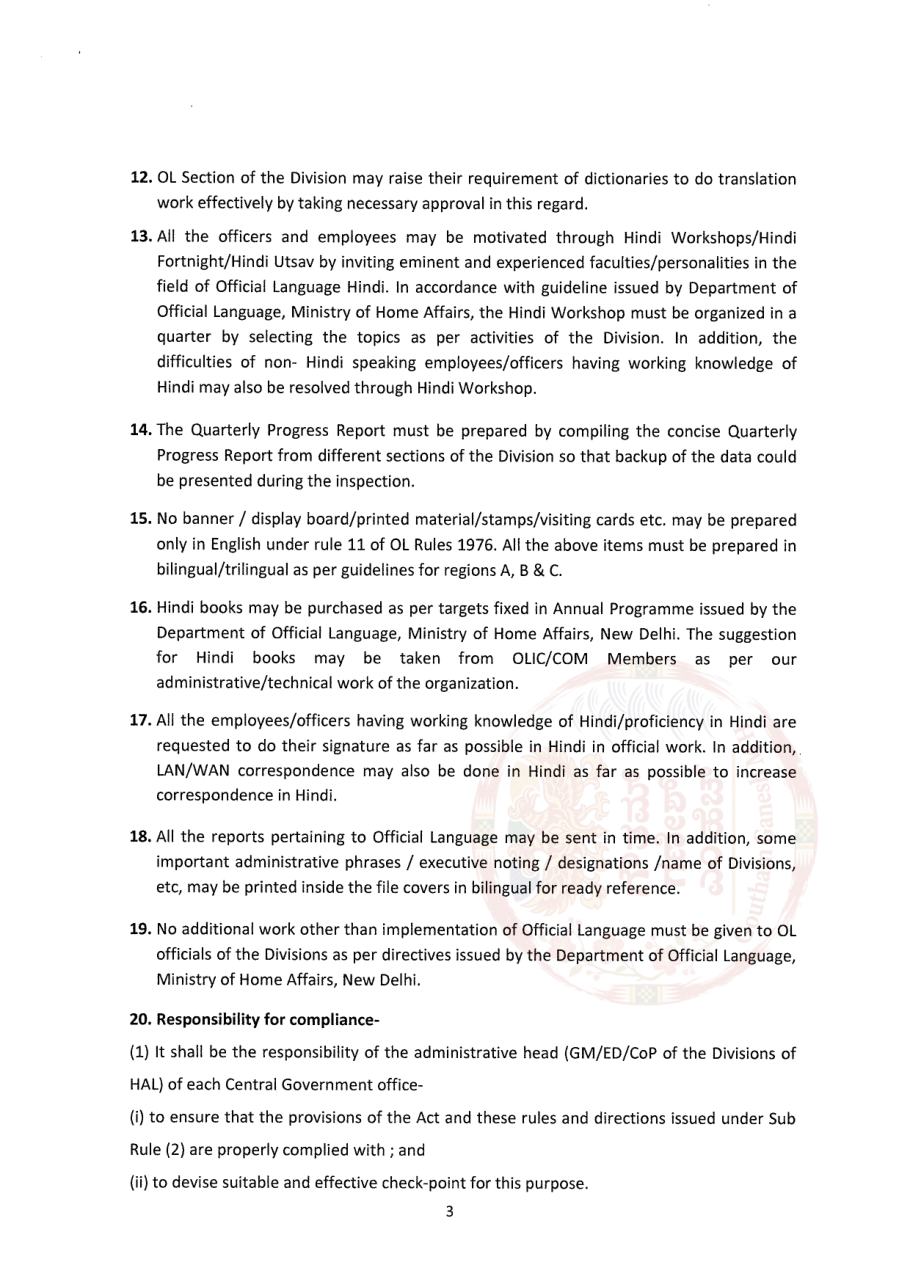 12. OL Section of the Division may raise their requirement of dictionaries to do translation
work effectively by taking necessary approval in this regard.
13. All the officers and employees may be motivated through Hindi Workshops/Hindi
Fortnight/Hindi Utsav by inviting eminent and experienced faculties/personalities in the
field of Official Language Hindi. In accordance with guideline issued by Department of
Official Language, Ministry of Home Affairs, the Hindi Workshop must be organized in a
quarter by selecting the topics as per activities of the Division. In addition, the
difficulties of non- Hindi speaking employees/officers having working knowledge of
Hindi may also be resolved through Hindi Workshop.
14. The Quarterly Progress Report must be prepared by compiling the concise Quarterly
Progress Report from different sections of the Division so that backup of the data could
be presented during the inspection.
15. No banner / display board/printed material/stamps/visiting cards etc. may be prepared
only in English under rule 11 of OL Rules 1976. All the above items must be prepared in
bilingual/trilingual as per guidelines for regions A, B & C.
16. Hindi books may be purchased as per targets fixed in Annual Programme issued by the
Department of Official Language, Ministry of Home Affairs, New Delhi. The suggestion
for Hindi books may be taken from OLIC/COM Members as per our
administrative/technical work of the organization.
17. All the employees/officers having working knowledge of Hindi/proficiency in Hindi are
requested to do their signature as far as possible in Hindi in official work. In addition,
LAN/WAN correspondence may also be done in Hindi as far as possible to increase
correspondence in Hindi.
18. All the reports pertaining to Official Language may be sent in time. In addition, some
important administrative phrases / executive noting / designations /name of Divisions,
etc, may be printed inside the file covers in bilingual for ready reference.
19. No additional work other than implementation of Official Language must be given to OL
officials of the Divisions as per directives issued by the Department of Official Language,
Ministry of Home Affairs, New Delhi.
20. Responsibility for compliance-
(1) It shall be the responsibility of the administrative head (GM/ED/CoP of the Divisions of
HAL) of each Central Government office-
(i) to ensure that the provisions of the Act and these rules and directions issued under Sub
Rule (2) are properly complied with ; and
(ii) to devise suitable and effective check-point for this purpose.
3